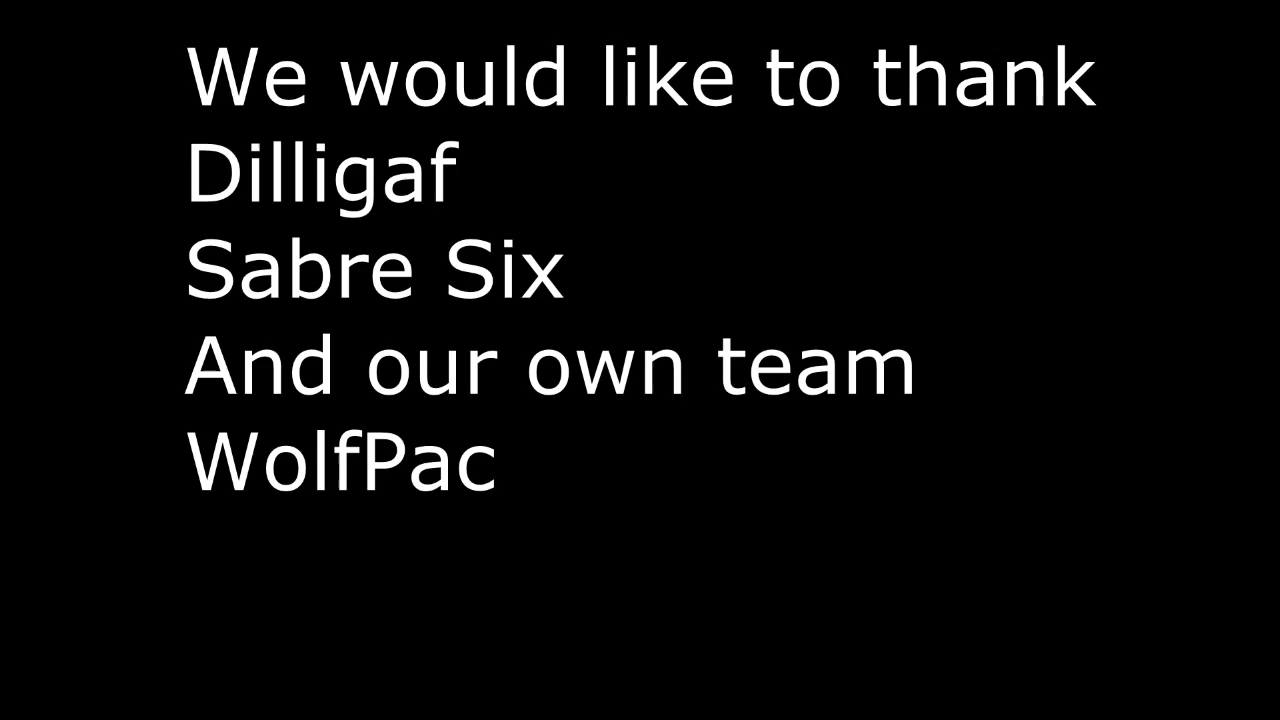 We would like to thank
Dilligaf
Sabre Six
And our own team
WolfPac